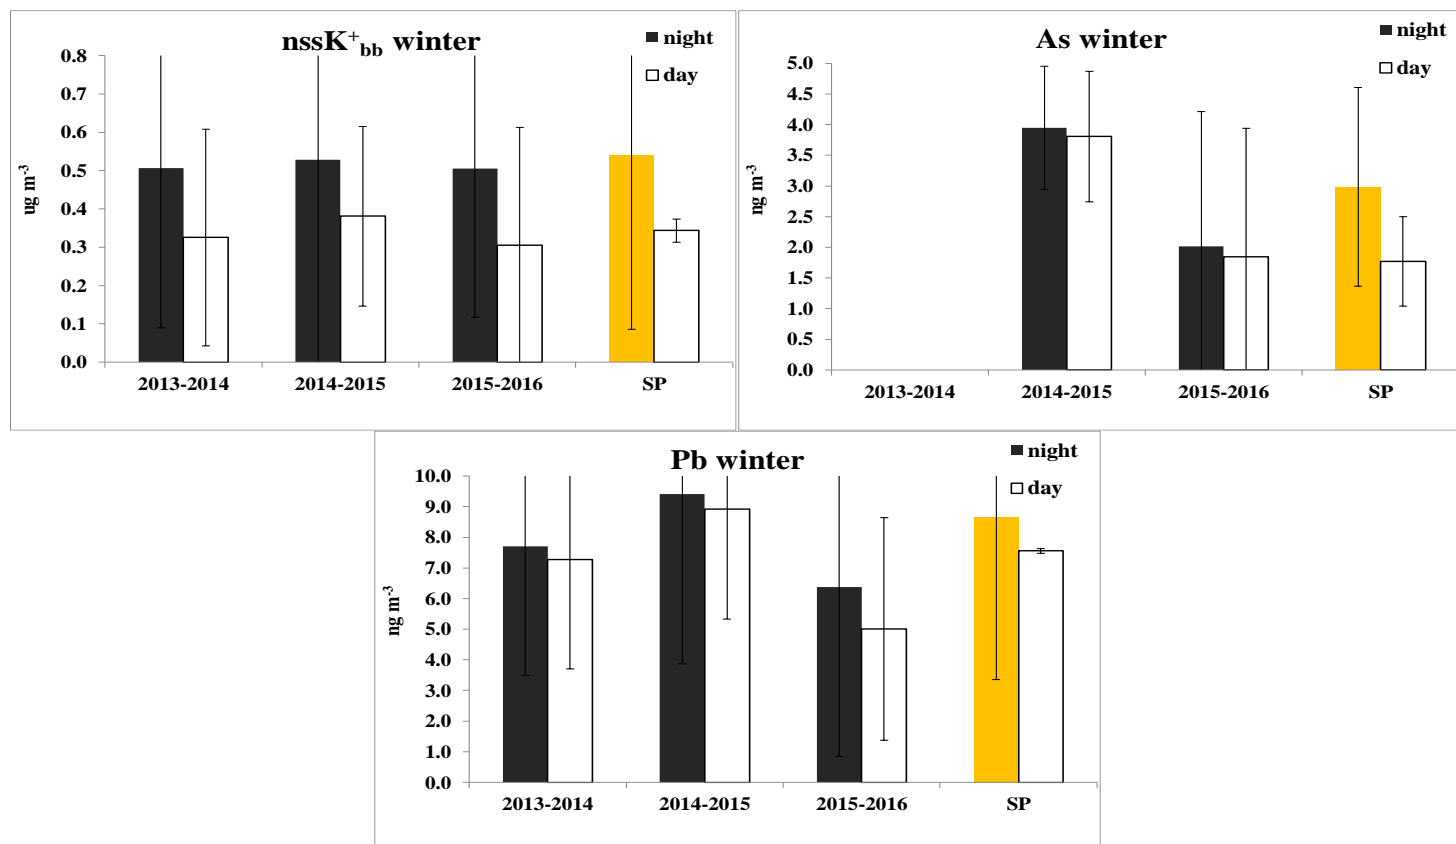 nssK⁺bb winter
night
day
0.8
0.7
0.6
0.5
0.4
0.3
0.2
0.1
0.0
ug m⁻³
2013-2014 2014-2015 2015-2016 SP
As winter
night
day
5.0
4.5
4.0
3.5
3.0
2.5
2.0
1.5
1.0
0.5
0.0
ng m⁻³
2013-2014 2014-2015 2015-2016 SP
Pb winter
night
day
10.0
9.0
8.0
7.0
6.0
5.0
4.0
3.0
2.0
1.0
0.0
ng m⁻³
2013-2014 2014-2015 2015-2016 SP